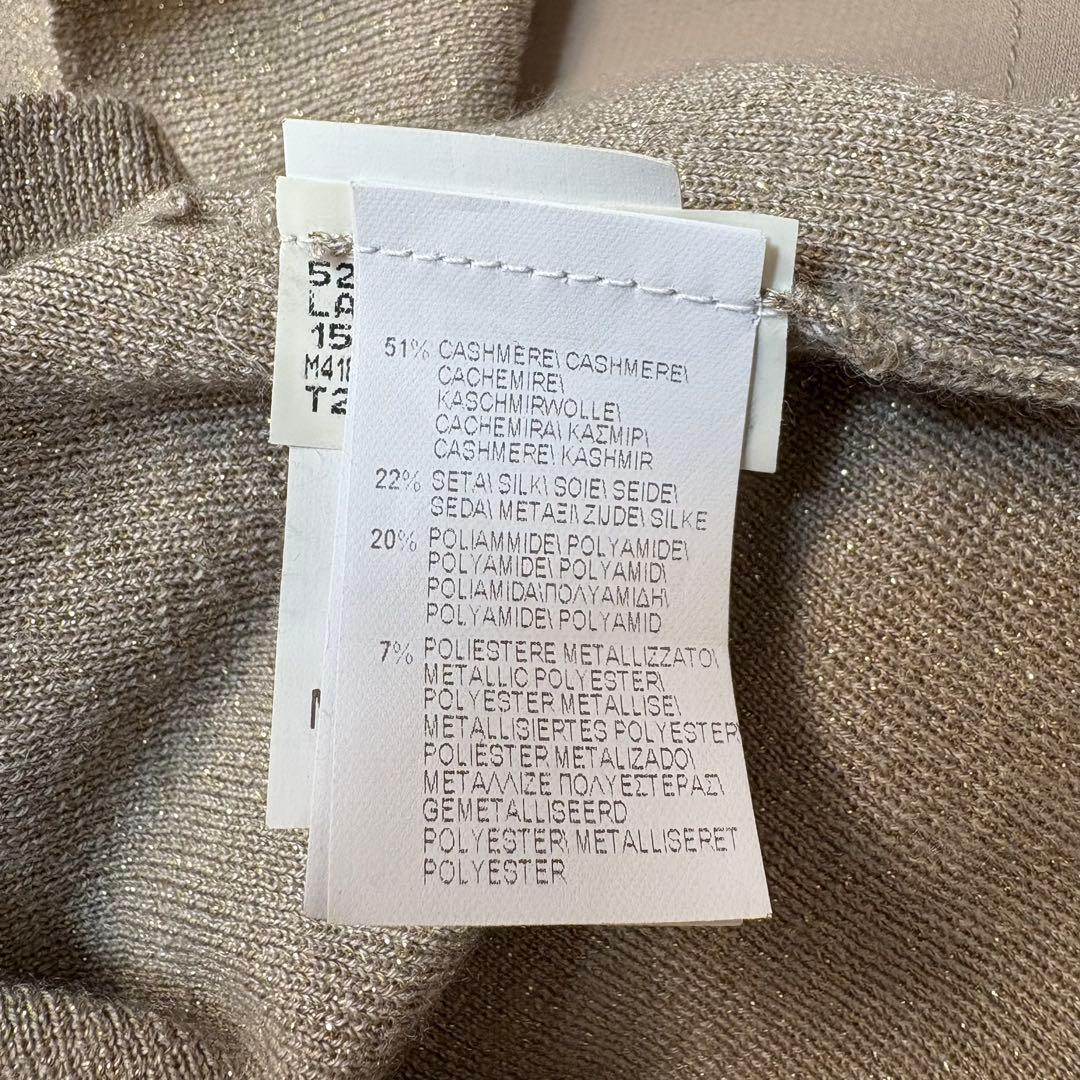 52
LA
15
M41
T2
51% CASHMERE\ CASHMERE\
CACHEMIRE\
KASCHMIRWOLLE\
CACHEMIRA\ ΚΑΣΜΙΡ\
CASHMERE\ KASHMIR
22% SETA\ SILK\ SOIE\ SEIDE\
SEDA\ ΜΕΤΑΞΙ\ ZIJDE\ SILKE
20% POLIAMMIDE\ POLYAMIDE\
POLYAMIDE\ POLYAMID\
POLIAMIDA\ΠΟΛΥΑΜΙΔΗ\
POLYAMIDE\ POLYAMID
7% POLIESTERE METALLIZZATO\
METALLIC POLYESTER\
POLYESTER METALLISE\
METALLISIERTES POLYESTER\
POLIESTER METALIZADO\
ΜΕΤΑΛΛΙΖΕ ΠΟΛΥΕΣΤΕΡΑΣ\
GEMETALLISEERD
POLYESTER\ METALLISERET
POLYESTER